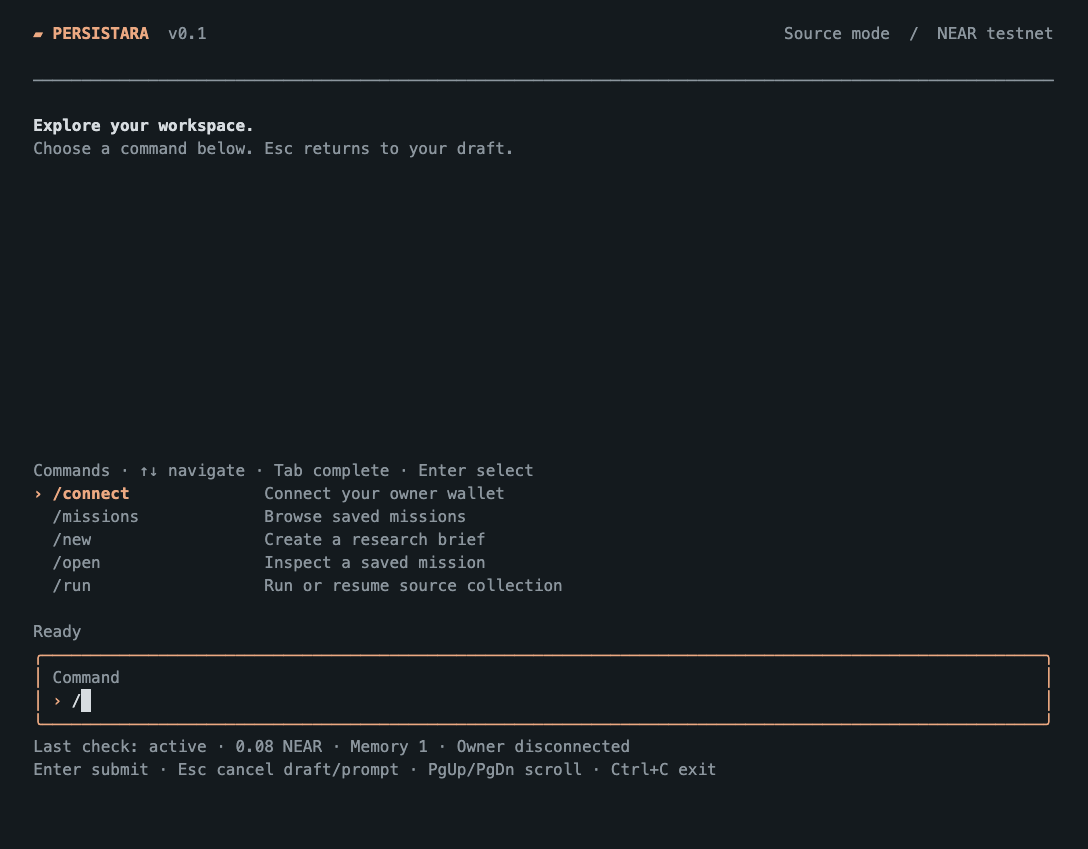 ▰ PERSISTARA v0.1
Source mode / NEAR testnet
Explore your workspace.
Choose a command below. Esc returns to your draft.
Commands · ↑↓ navigate · Tab complete · Enter select
› /connect Connect your owner wallet
/missions Browse saved missions
/new Create a research brief
/open Inspect a saved mission
/run Run or resume source collection
Ready
Command
› /
Last check: active · 0.08 NEAR · Memory 1 · Owner disconnected
Enter submit · Esc cancel draft/prompt · PgUp/PgDn scroll · Ctrl+C exit